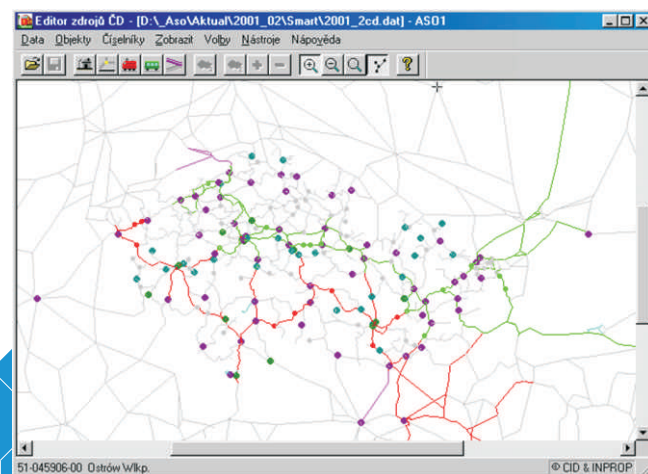 Editor zdrojů ČD - [D:\_Aso\Aktual\2001_02\Smart\2001_2cd.dat] - ASO1
Data Objekty Číselníky Zobrazit Volby Nástroje Nápověda
51-045906-00 Ostrów Wlkp.
© CID & INPROP